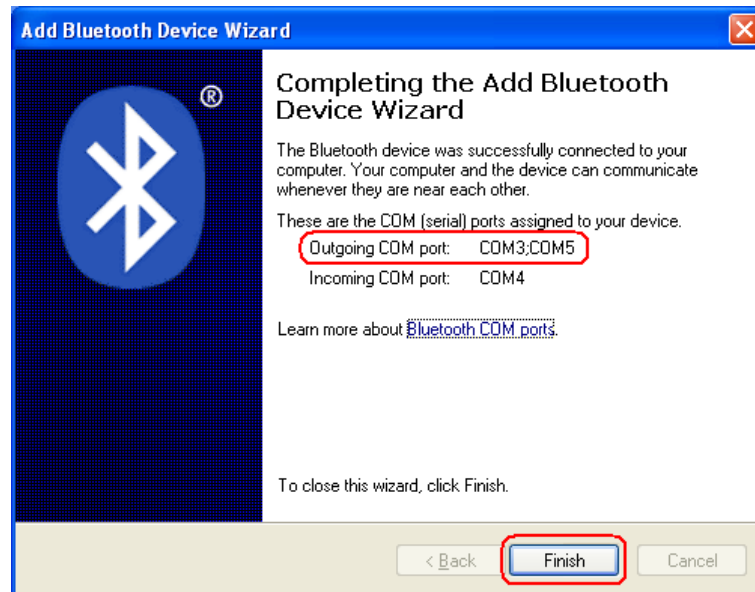 Add Bluetooth Device Wizard
®
Completing the Add Bluetooth
Device Wizard
The Bluetooth device was successfully connected to your
computer. Your computer and the device can communicate
whenever they are near each other.
These are the COM (serial) ports assigned to your device.
Outgoing COM port: COM3;COM5
Incoming COM port: COM4
Learn more about Bluetooth COM ports.
To close this wizard, click Finish.
< Back Finish Cancel